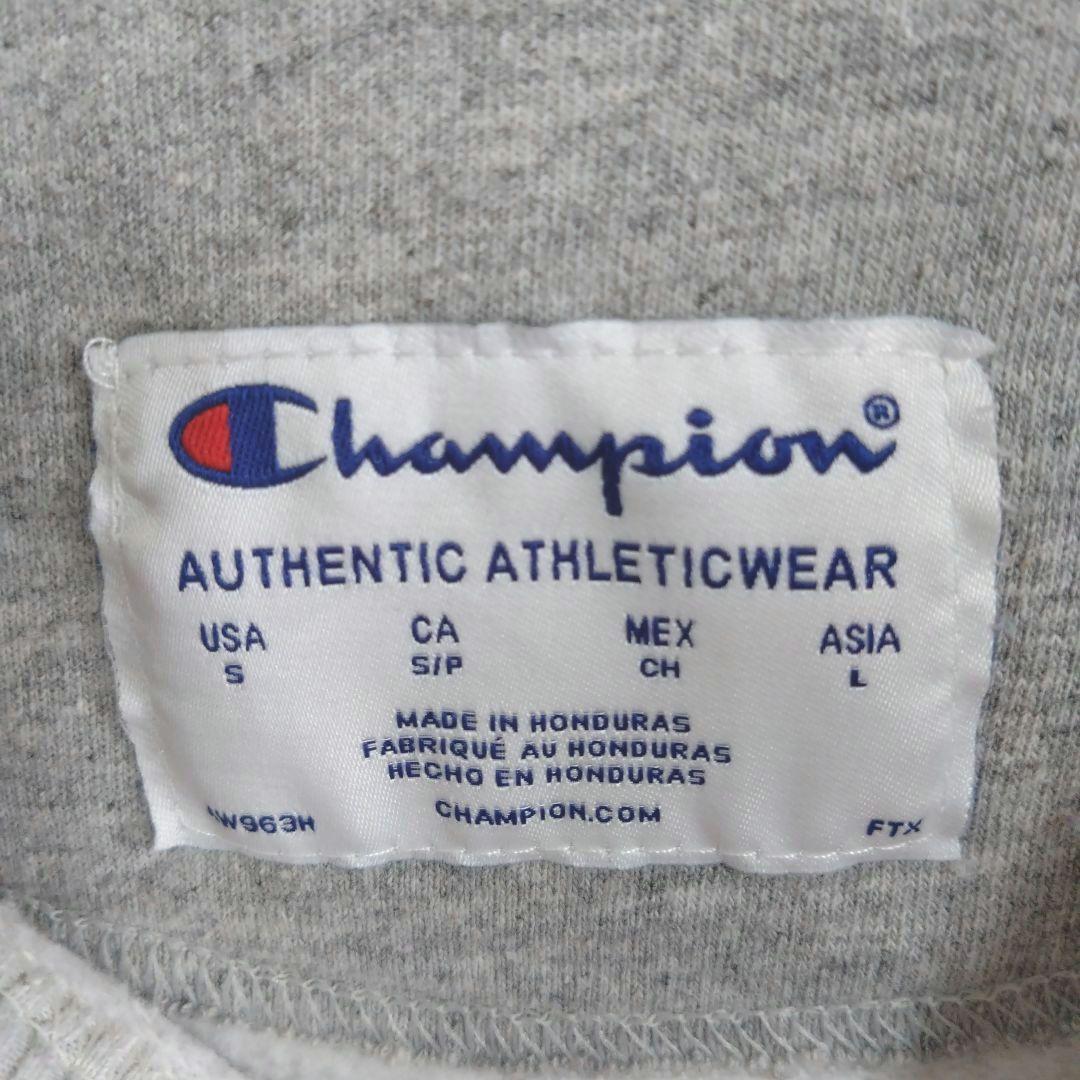 Champion®
AUTHENTIC ATHLETICWEAR
USA CA MEX ASIA
S S/P CH L
MADE IN HONDURAS
FABRIQUÉ AU HONDURAS
HECHO EN HONDURAS
CHAMPION.COM
FTX